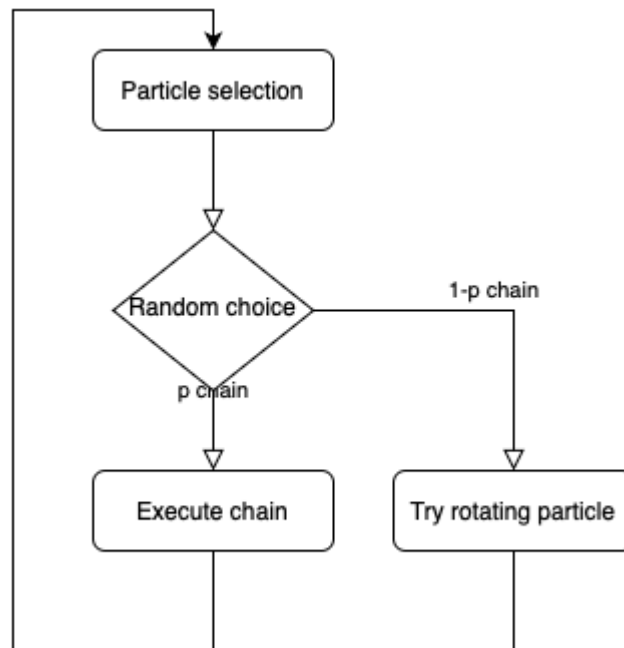 Particle selection
Random choice
1-p chain
p chain
Execute chain
Try rotating particle